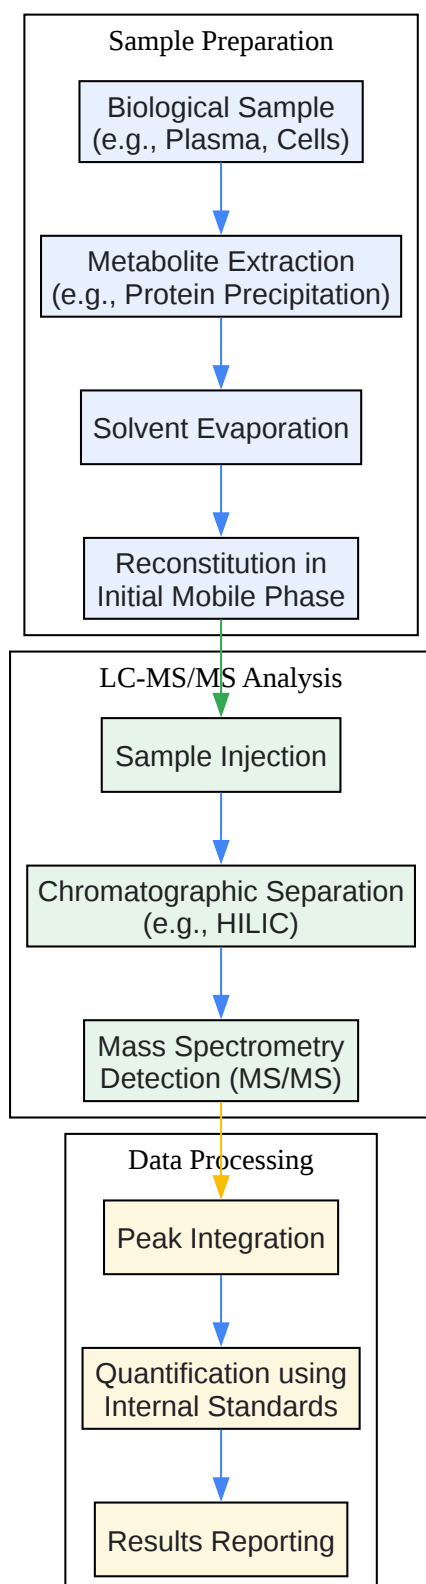 Sample Preparation
Biological Sample
(e.g., Plasma, Cells)
Metabolite Extraction
(e.g., Protein Precipitation)
Solvent Evaporation
Reconstitution in
Initial Mobile Phase
LC-MS/MS Analysis
Sample Injection
Chromatographic Separation
(e.g., HILIC)
Mass Spectrometry
Detection (MS/MS)
Data Processing
Peak Integration
Quantification using
Internal Standards
Results Reporting